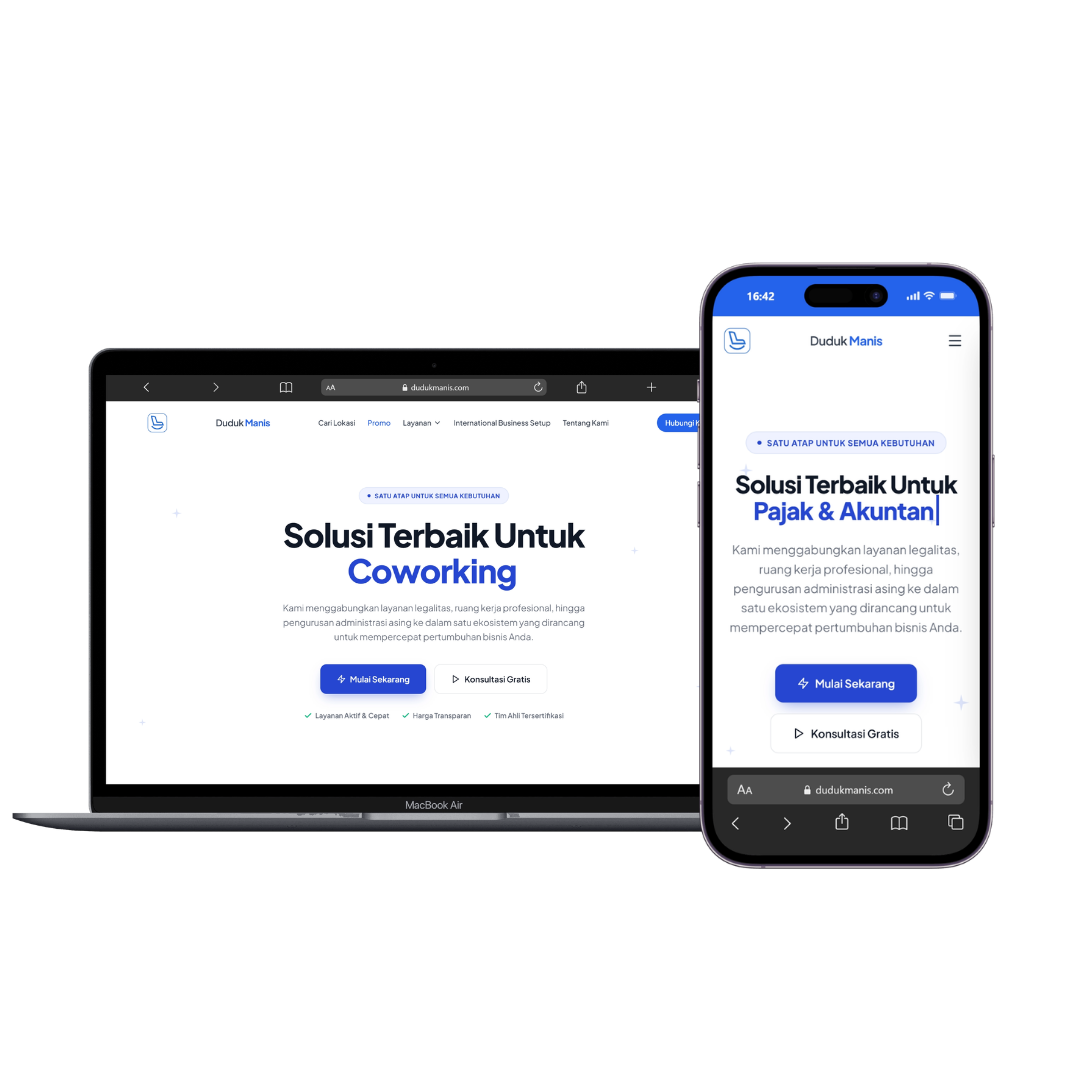 AA
dudukmanis.com
Duduk Manis
Cari Lokasi
Promo
Layanan
International Business Setup
Tentang Kami
Hubungi
SATU ATAP UNTUK SEMUA KEBUTUHAN
Solusi Terbaik Untuk
Coworking
Kami menggabungkan layanan legalitas, ruang kerja profesional, hingga
pengurusan administrasi asing ke dalam satu ekosistem yang dirancang
untuk mempercepat pertumbuhan bisnis Anda.
Mulai Sekarang
Konsultasi Gratis
Layanan Aktif & Cepat
Harga Transparan
Tim Ahli Tersertifikasi
MacBook Air
16:42
Duduk Manis
SATU ATAP UNTUK SEMUA KEBUTUHAN
Solusi Terbaik Untuk
Pajak & Akuntan
Kami menggabungkan layanan legalitas,
ruang kerja profesional, hingga
pengurusan administrasi asing ke dalam
satu ekosistem yang dirancang untuk
mempercepat pertumbuhan bisnis Anda.
Mulai Sekarang
Konsultasi Gratis
AA
dudukmanis.com